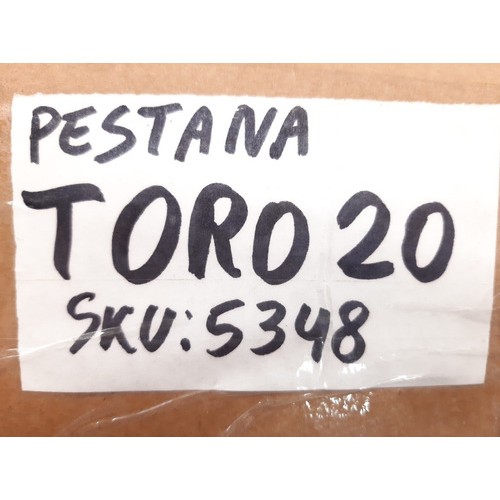 PESTANA
TORO 20
SKU: 5348